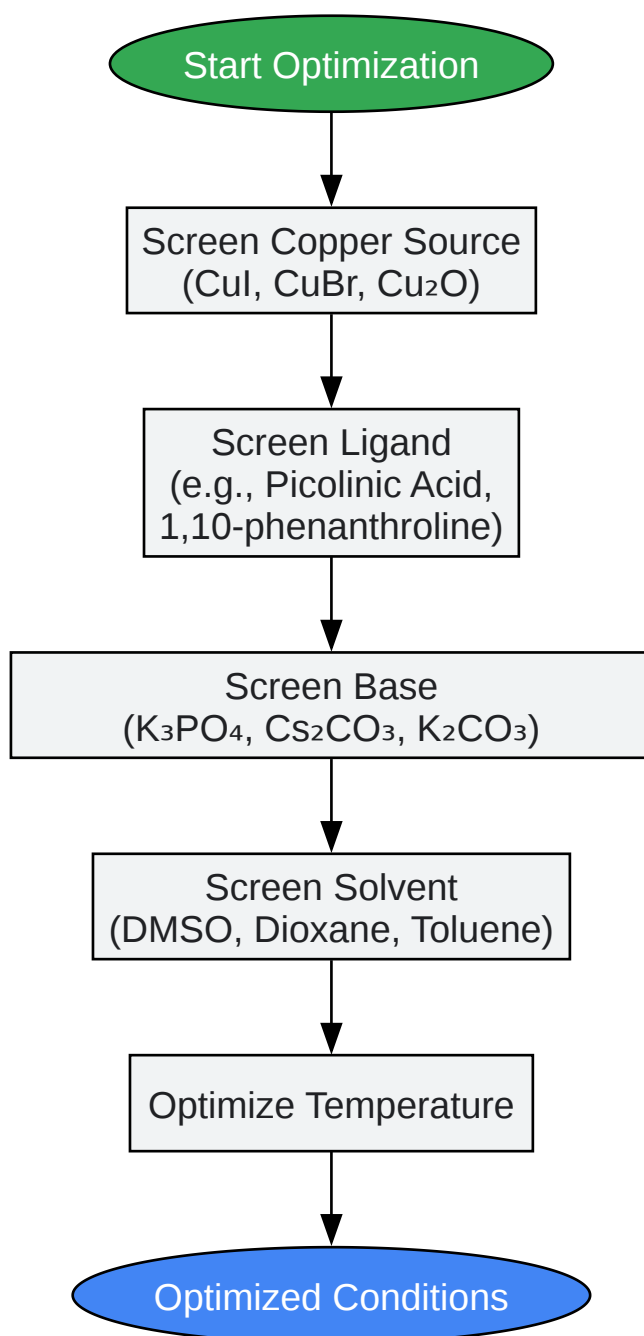 Start Optimization
Screen Copper Source
(CuI, CuBr, Cu₂O)
Screen Ligand
(e.g., Picolinic Acid,
1,10-phenanthroline)
Screen Base
(K₃PO₄, Cs₂CO₃, K₂CO₃)
Screen Solvent
(DMSO, Dioxane, Toluene)
Optimize Temperature
Optimized Conditions